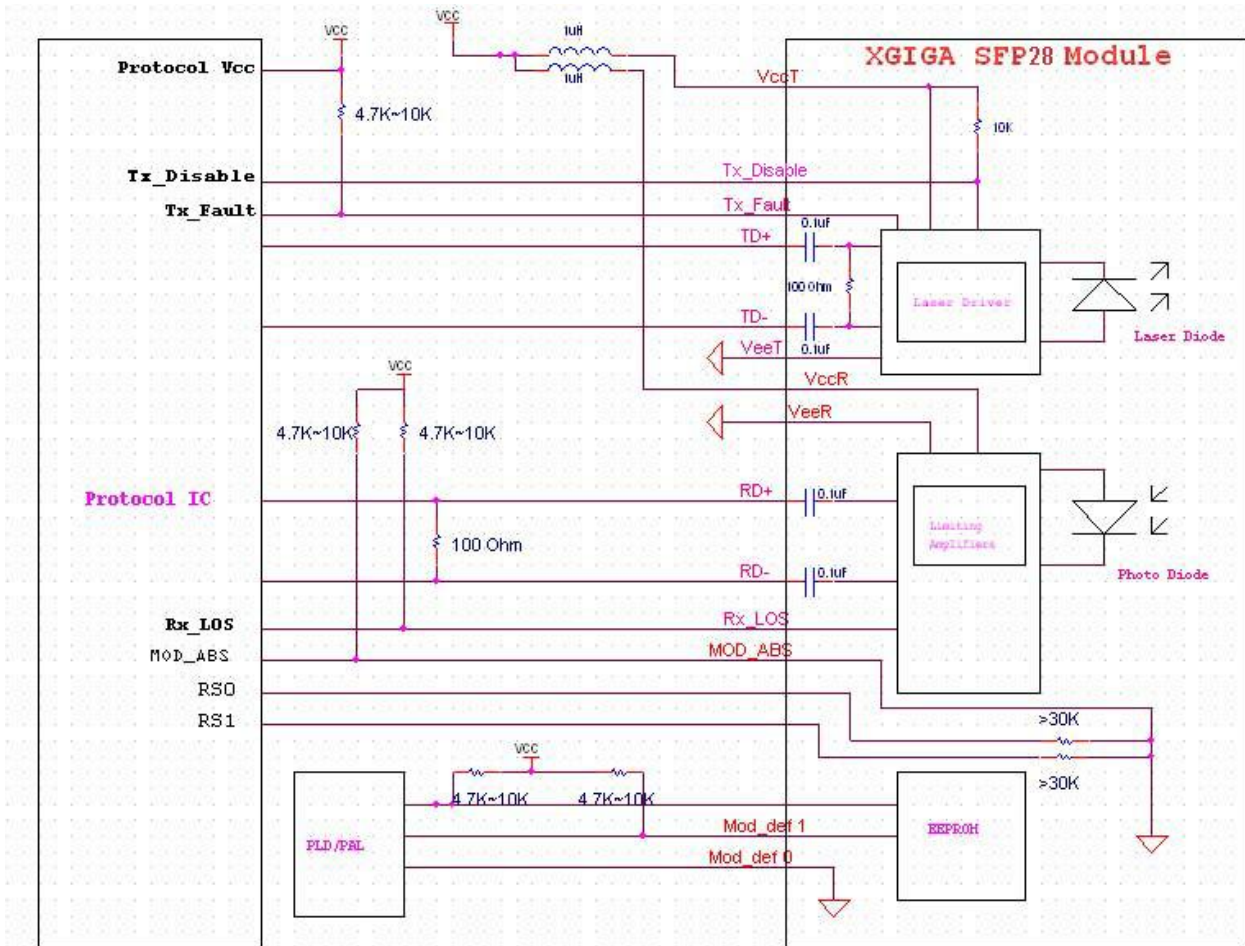 VCC
VCC
1uH
1uH
XGIGA SFP28 Module
Protocol Vcc
VccT
4.7K~10K
10K
Tx_Disable
Tx_Disable
Tx_Fault
Tx_Fault
0.1uf
TD+
100 Ohm
Laser Driver
TD-
Laser Diode
VeeT
0.1uf
VCC
VccR
VeeR
4.7K~10K
4.7K~10K
Protocol IC
RD+
0.1uf
Limiting
Amplifiers
100 Ohm
RD-
0.1uf
Photo Diode
Rx_LOS
Rx_LOS
MOD_ABS
MOD_ABS
RS0
RS1
>30K
VCC
>30K
4.7K~10K
4.7K~10K
Mod_def 1
PLD/PAL
EEPROM
Mod_def 0